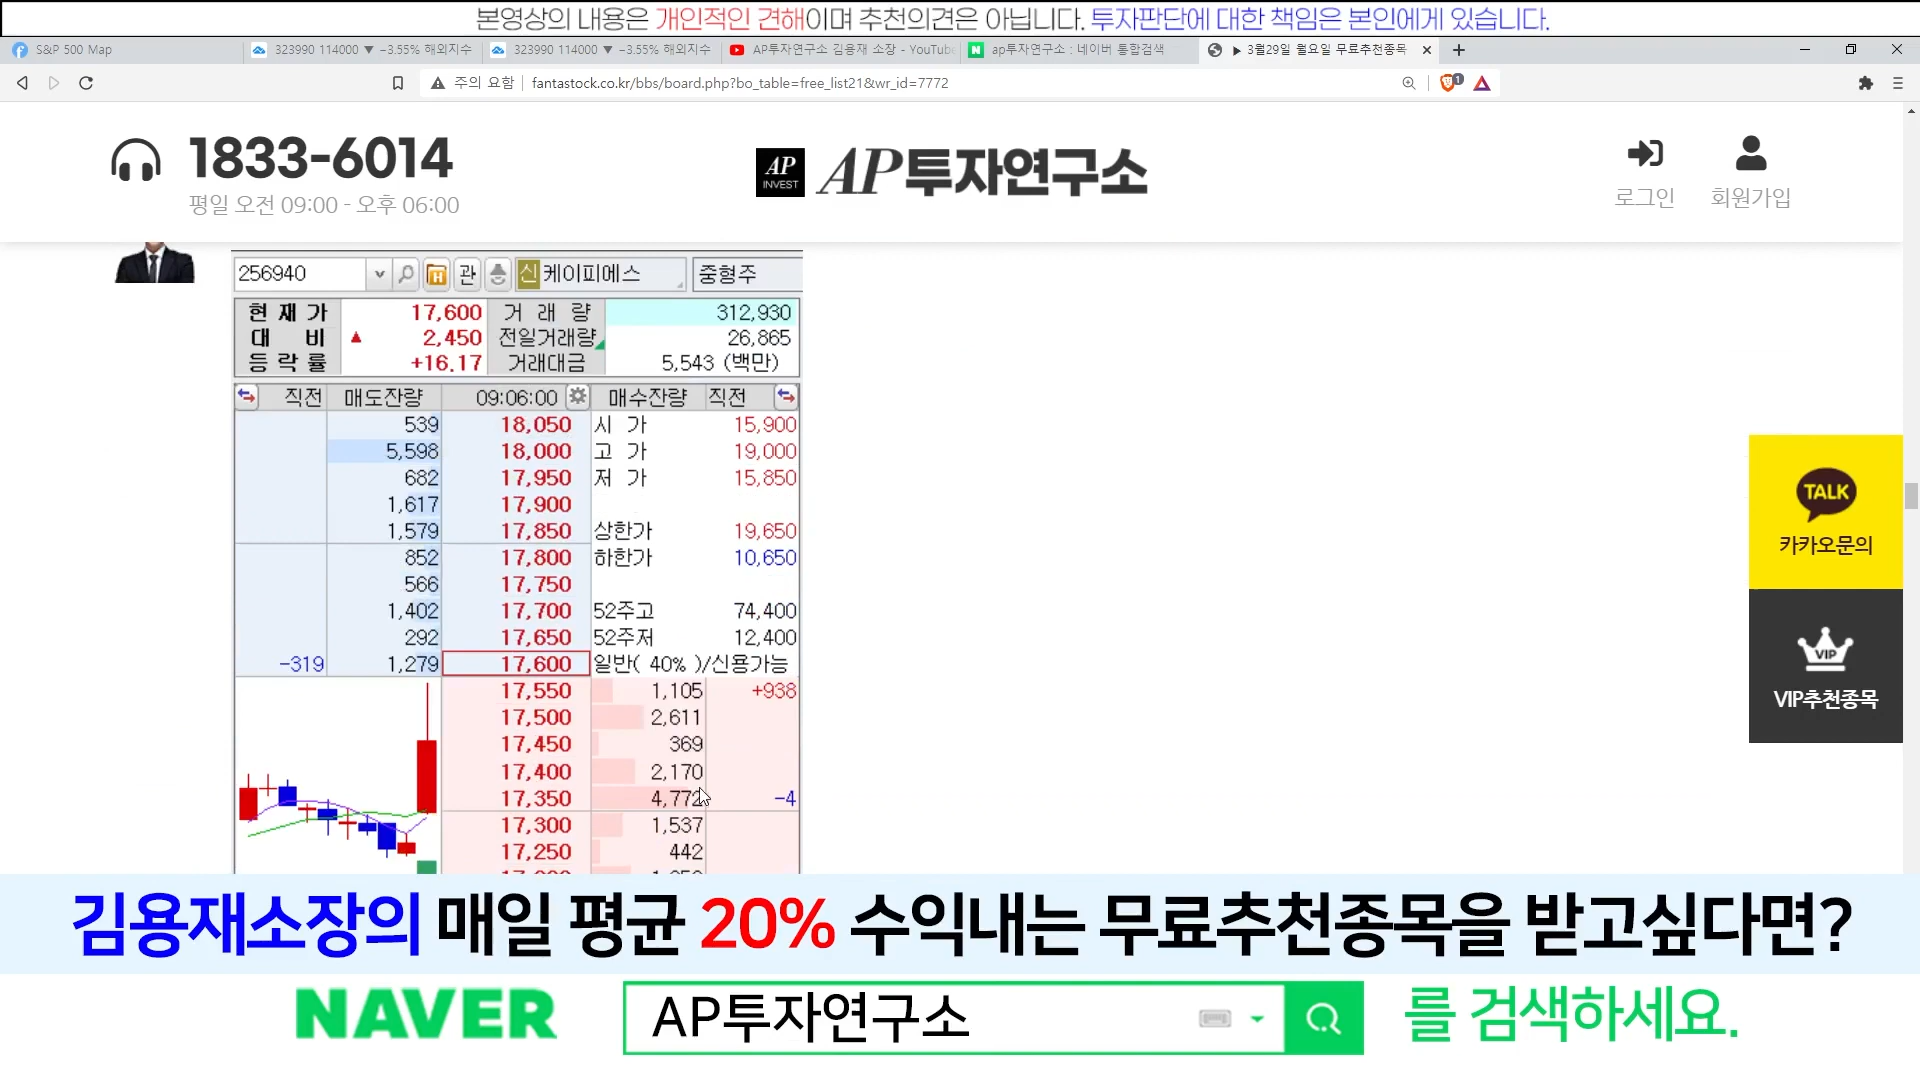 본영상의 내용은 개인적인 견해이며 추천의견은 아닙니다. 투자판단에 대한 책임은 본인에게 있습니다.
S&P 500 Map
323990 114000 ▼ -3.55% 해외지수
323990 114000 ▼ -3.55% 해외지수
AP투자연구소 김용재 소장 - YouTube
ap투자연구소 : 네이버 통합검색
▶ 3월29일 월요일 무료추천종목
주의 요함
fantastock.co.kr/bbs/board.php?bo_table=free_list21&wr_id=7772
1833-6014
평일 오전 09:00 - 오후 06:00
AP INVEST
AP투자연구소
로그인
회원가입
256940 관 신 케이피에스 중형주
현재가 17,600 거래량 312,930
대비 ▲ 2,450 전일거래량 26,865
등락률 +16.17 거래대금 5,543 (백만)
직전 매도잔량 09:06:00 매수잔량 직전
539 18,050 시가 15,900
5,598 18,000 고가 19,000
682 17,950 저가 15,850
1,617 17,900
1,579 17,850 상한가 19,650
852 17,800 하한가 10,650
566 17,750
1,402 17,700 52주고 74,400
292 17,650 52주저 12,400
-319 1,279 17,600 일반( 40% )/신용가능
17,550 1,105 +938
17,500 2,611
17,450 369
17,400 2,170
17,350 4,772 -4
17,300 1,537
17,250 442
TALK
카카오문의
VIP
VIP추천종목
김용재소장의 매일 평균 20% 수익내는 무료추천종목을 받고싶다면?
NAVER AP투자연구소 를 검색하세요.